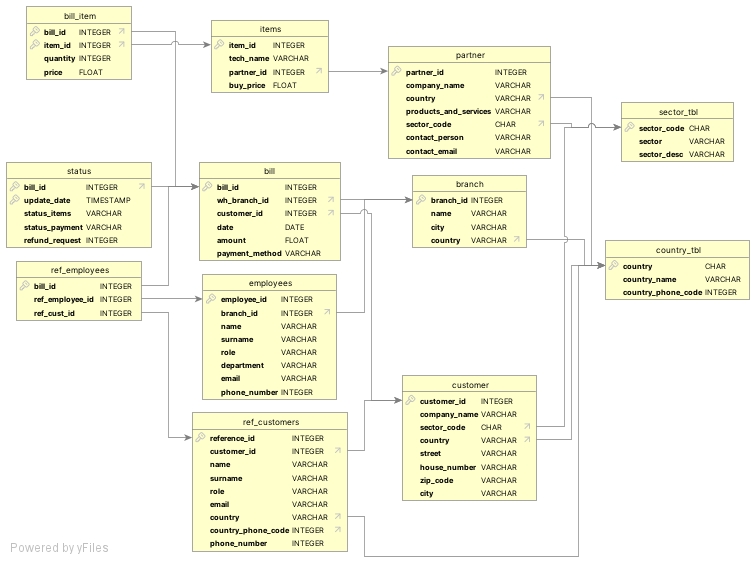 bill_item
bill_id INTEGER
item_id INTEGER
quantity INTEGER
price FLOAT
items
item_id INTEGER
tech_name VARCHAR
partner_id INTEGER
buy_price FLOAT
partner
partner_id INTEGER
company_name VARCHAR
country VARCHAR
products_and_services VARCHAR
sector_code CHAR
contact_person VARCHAR
contact_email VARCHAR
sector_tbl
sector_code CHAR
sector VARCHAR
sector_desc VARCHAR
status
bill_id INTEGER
update_date TIMESTAMP
status_items VARCHAR
status_payment VARCHAR
refund_request INTEGER
bill
bill_id INTEGER
wh_branch_id INTEGER
customer_id INTEGER
date DATE
amount FLOAT
payment_method VARCHAR
branch
branch_id INTEGER
name VARCHAR
city VARCHAR
country VARCHAR
country_tbl
country CHAR
country_name VARCHAR
country_phone_code INTEGER
ref_employees
bill_id INTEGER
ref_employee_id INTEGER
ref_cust_id INTEGER
employees
employee_id INTEGER
branch_id INTEGER
name VARCHAR
surname VARCHAR
role VARCHAR
department VARCHAR
email VARCHAR
phone_number INTEGER
customer
customer_id INTEGER
company_name VARCHAR
sector_code CHAR
country VARCHAR
street VARCHAR
house_number VARCHAR
zip_code VARCHAR
city VARCHAR
ref_customers
reference_id INTEGER
customer_id INTEGER
name VARCHAR
surname VARCHAR
role VARCHAR
email VARCHAR
country VARCHAR
country_phone_code INTEGER
phone_number INTEGER
Powered by yFiles